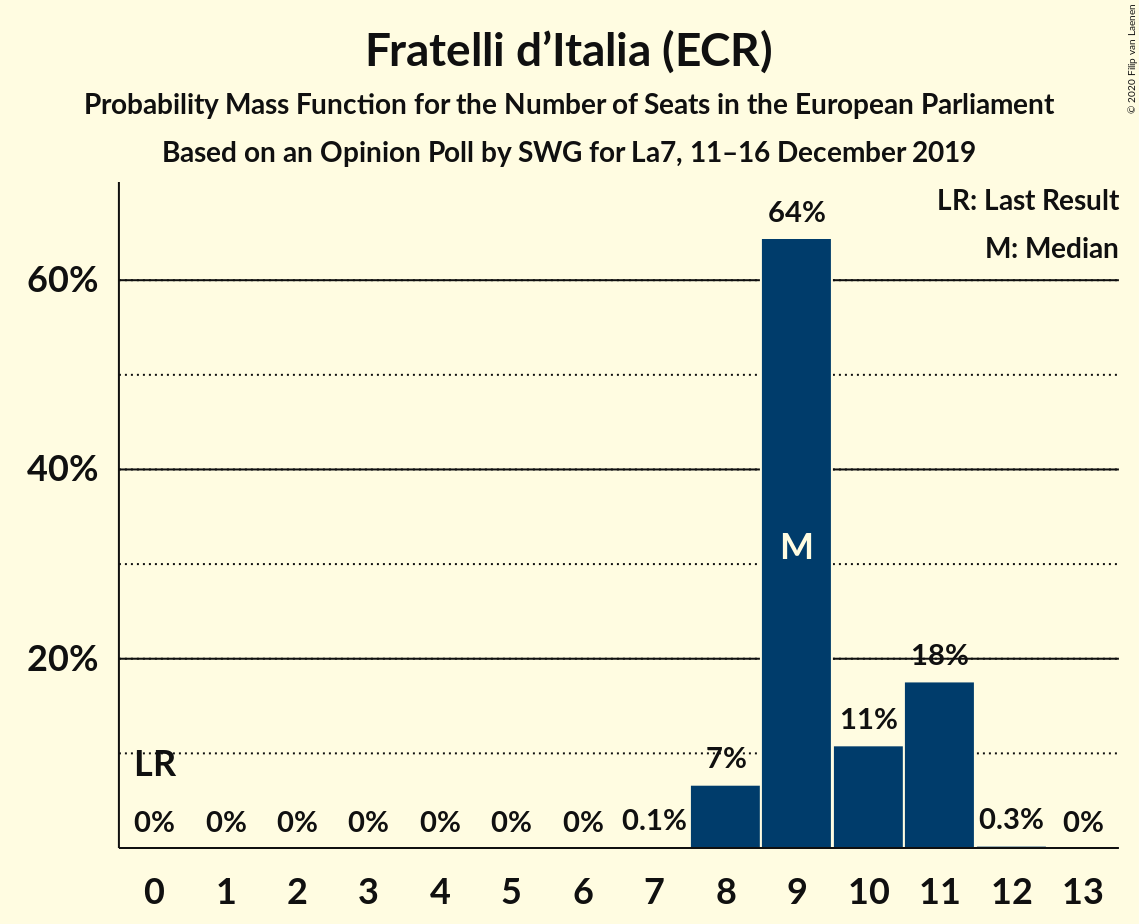 Fratelli d’Italia (ECR)
Probability Mass Function for the Number of Seats in the European Parliament
Based on an Opinion Poll by SWG for La7, 11–16 December 2019
© 2020 Filip van Laenen
LR: Last Result
M: Median
64%
60%
40%
M
20%
18%
11%
7%
LR
0% 0% 0% 0% 0% 0% 0% 0.1% 0.3% 0%
0 1 2 3 4 5 6 7 8 9 10 11 12 13